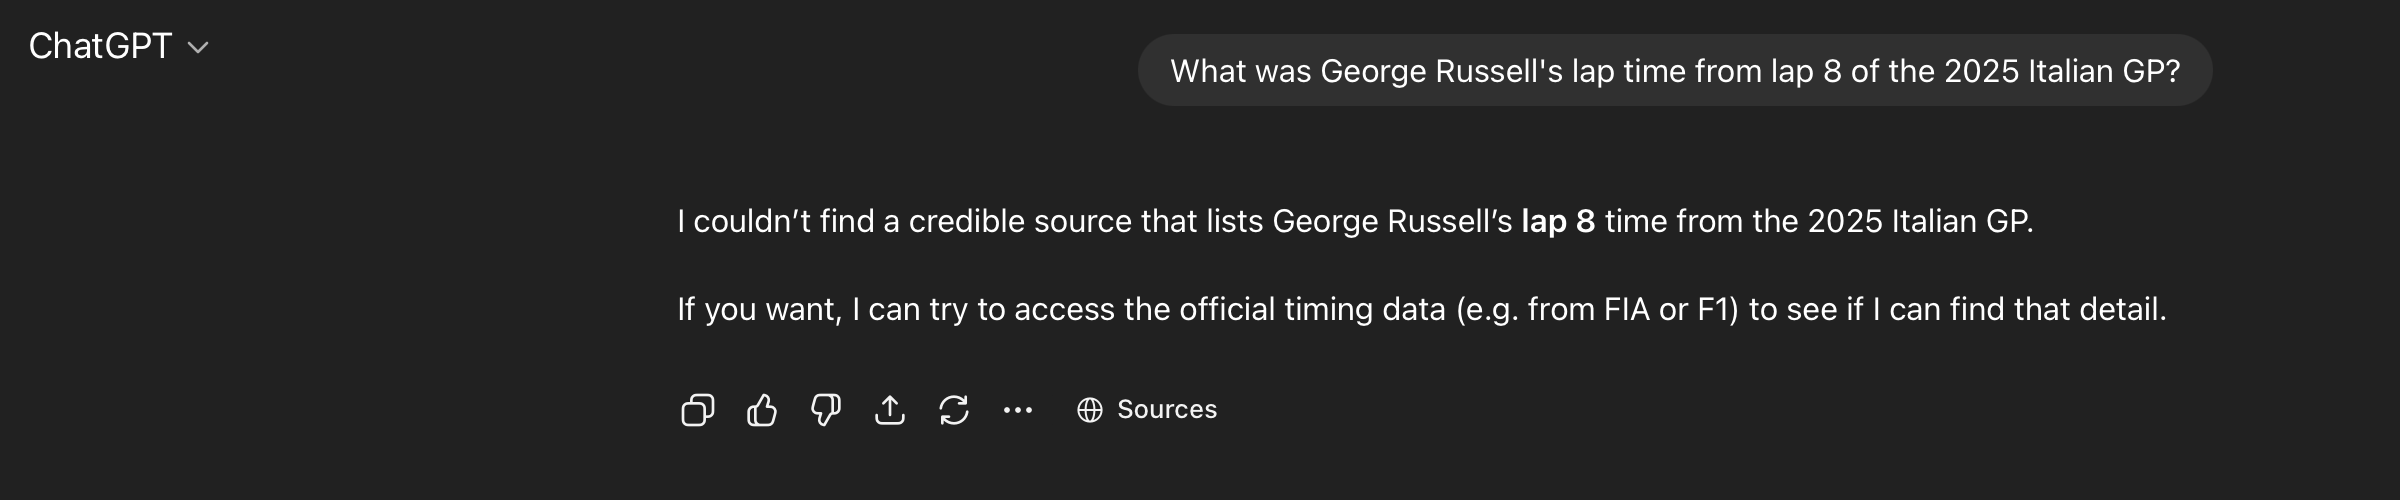 ChatGPT
What was George Russell's lap time from lap 8 of the 2025 Italian GP?
I couldn’t find a credible source that lists George Russell’s lap 8 time from the 2025 Italian GP.
If you want, I can try to access the official timing data (e.g. from FIA or F1) to see if I can find that detail.
Sources